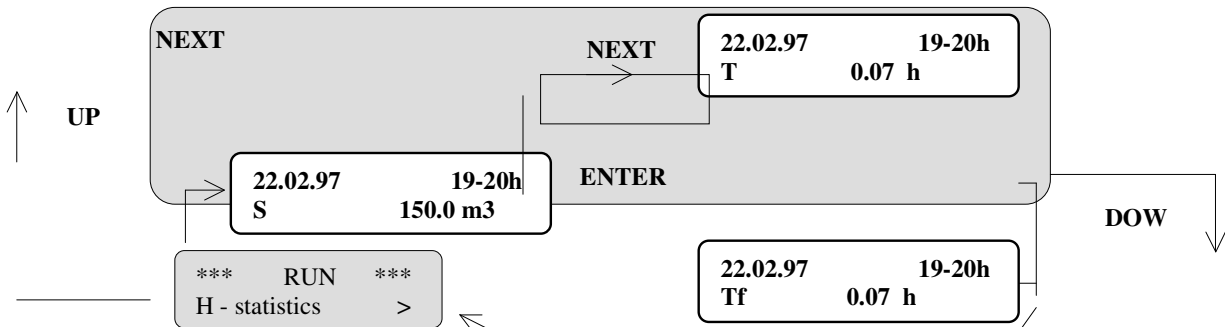 NEXT
NEXT
22.02.97 19-20h
T 0.07 h
UP
22.02.97 19-20h
S 150.0 m3
ENTER
DOW
*** RUN ***
H - statistics >
22.02.97 19-20h
Tf 0.07 h